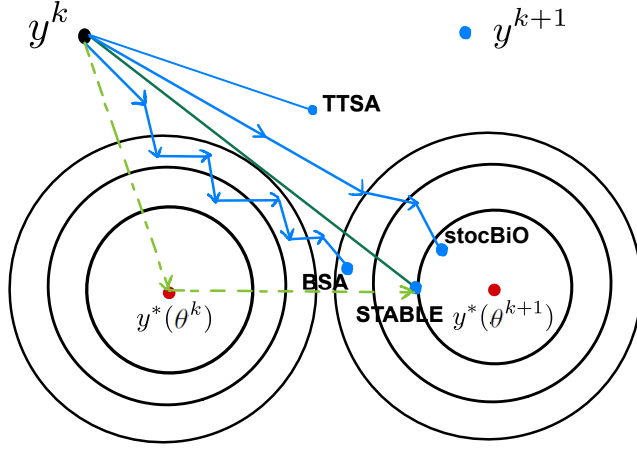 y^k
y^{k+1}
TTSA
stocBiO
BSA
STABLE
y*(θ^k)
y*(θ^{k+1})